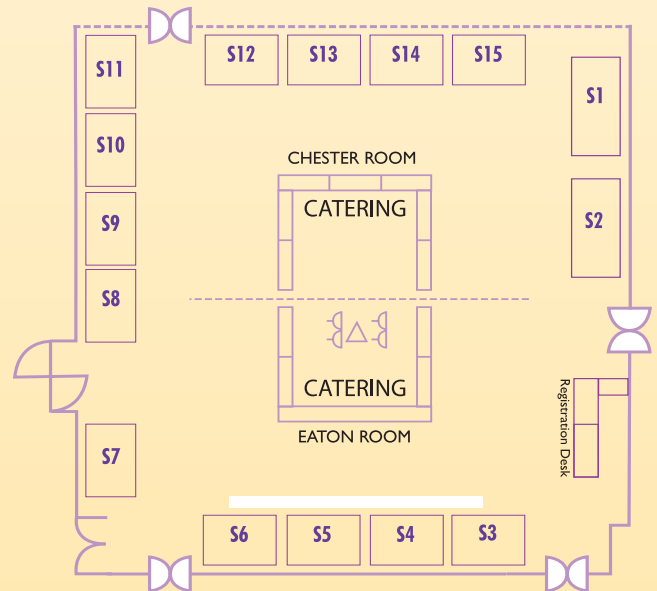 S11
S12
S13
S14
S15
S1
S10
CHESTER ROOM
CATERING
S9
S2
S8
CATERING
Registration Desk
EATON ROOM
S7
S6
S5
S4
S3